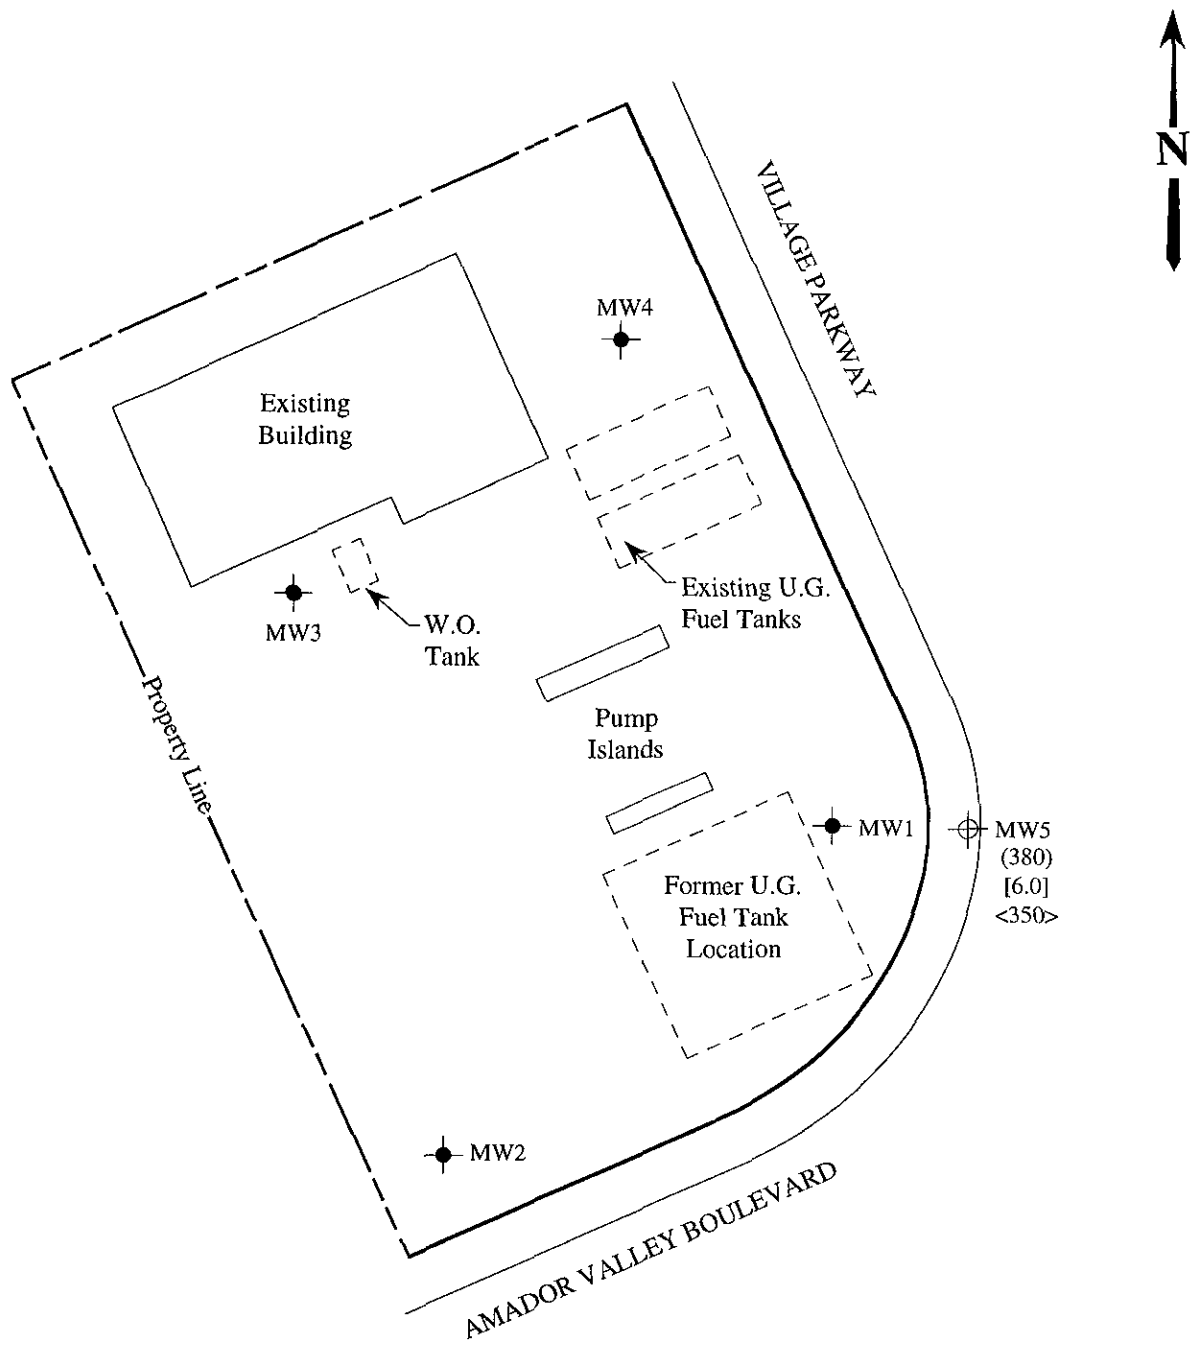 N
VILLAGE PARKWAY
MW4
Existing
Building
Existing U.G.
Fuel Tanks
W.O.
Tank
MW3
Property Line
Pump
Islands
MW1
MW5
(380)
[6.0]
<350>
Former U.G.
Fuel Tank
Location
MW2
AMADOR VALLEY BOULEVARD